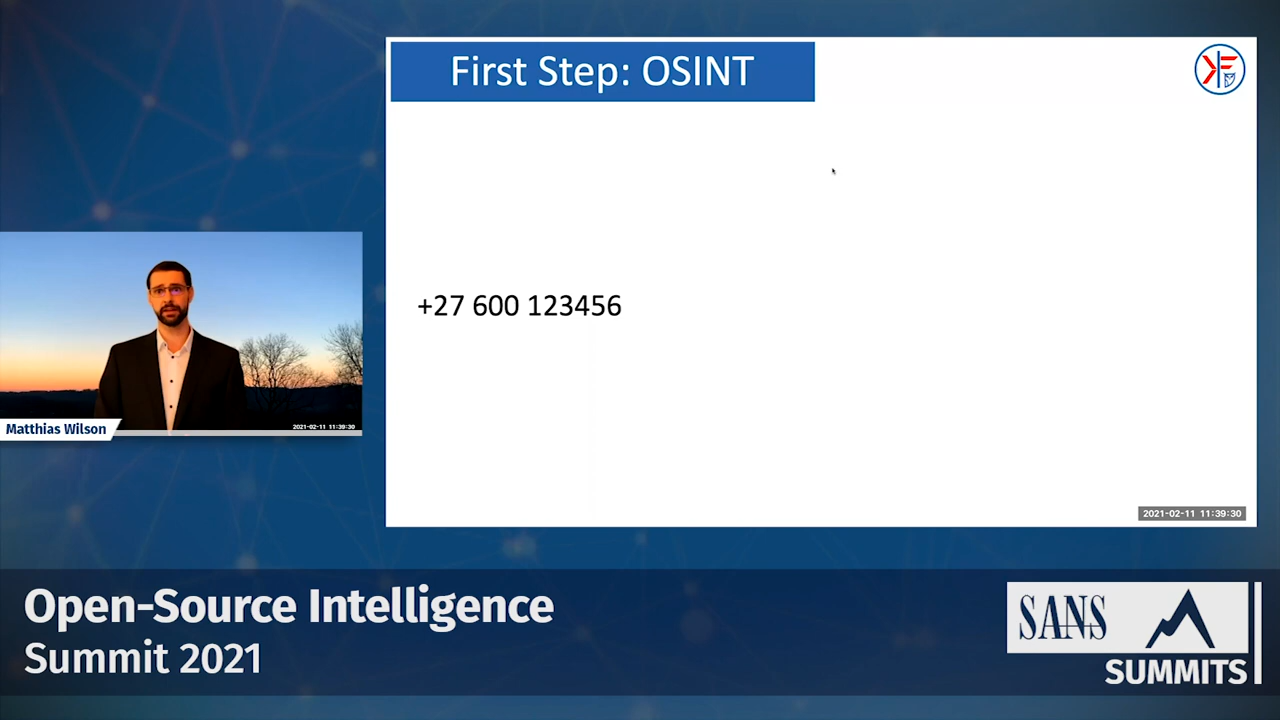 First Step: OSINT
+27 600 123456
Matthias Wilson
2021-02-11 11:39:30
2021-02-11 11:39:30
Open-Source Intelligence
Summit 2021
SANS
SUMMITS